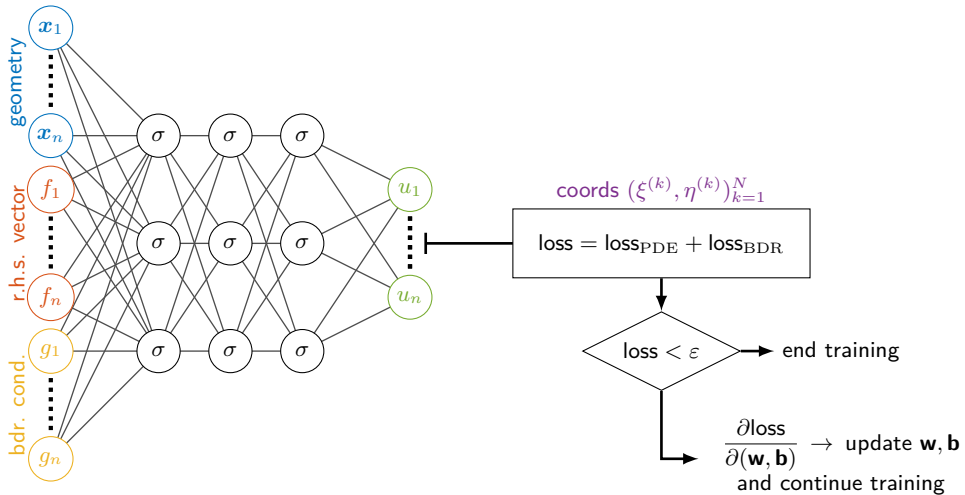 geometry
x₁
xₙ
r.h.s. vector
f₁
fₙ
bdr. cond.
g₁
gₙ
σ σ σ
σ σ σ
σ σ σ
u₁
uₙ
coords (ξ⁽ᵏ⁾, η⁽ᵏ⁾)ᴺₖ₌₁
loss = loss_PDE + loss_BDR
loss < ε
end training
∂loss
∂(w, b)
→ update w, b
and continue training